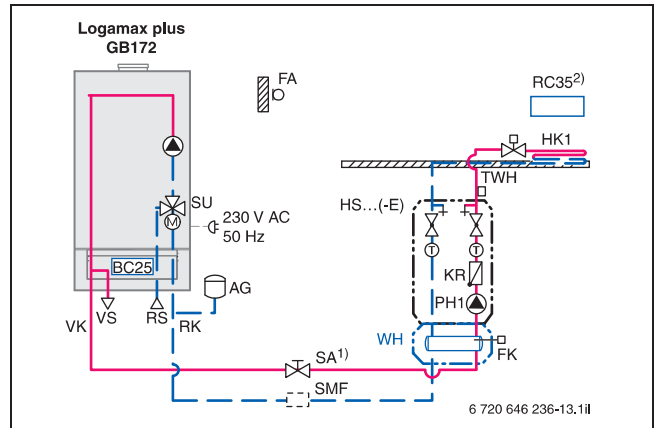 Logamax plus
GB172
FA
RC35²⁾
HK1
TWH
SU
M
230 V AC
50 Hz
HS...(-E)
T
T
BC25
AG
KR
PH1
VS
RS
RK
VK
WH
FK
SA¹⁾
SMF
6 720 646 236-13.1il